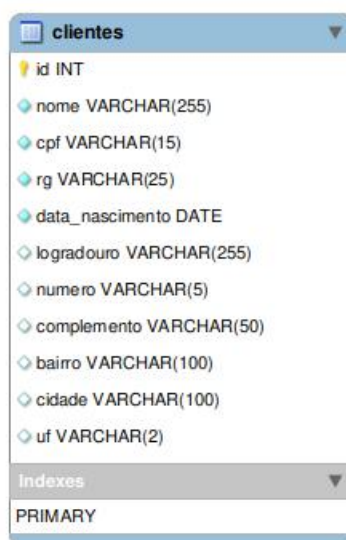 clientes
id INT
nome VARCHAR(255)
cpf VARCHAR(15)
rg VARCHAR(25)
data_nascimento DATE
logradouro VARCHAR(255)
numero VARCHAR(5)
complemento VARCHAR(50)
bairro VARCHAR(100)
cidade VARCHAR(100)
uf VARCHAR(2)
Indexes
PRIMARY